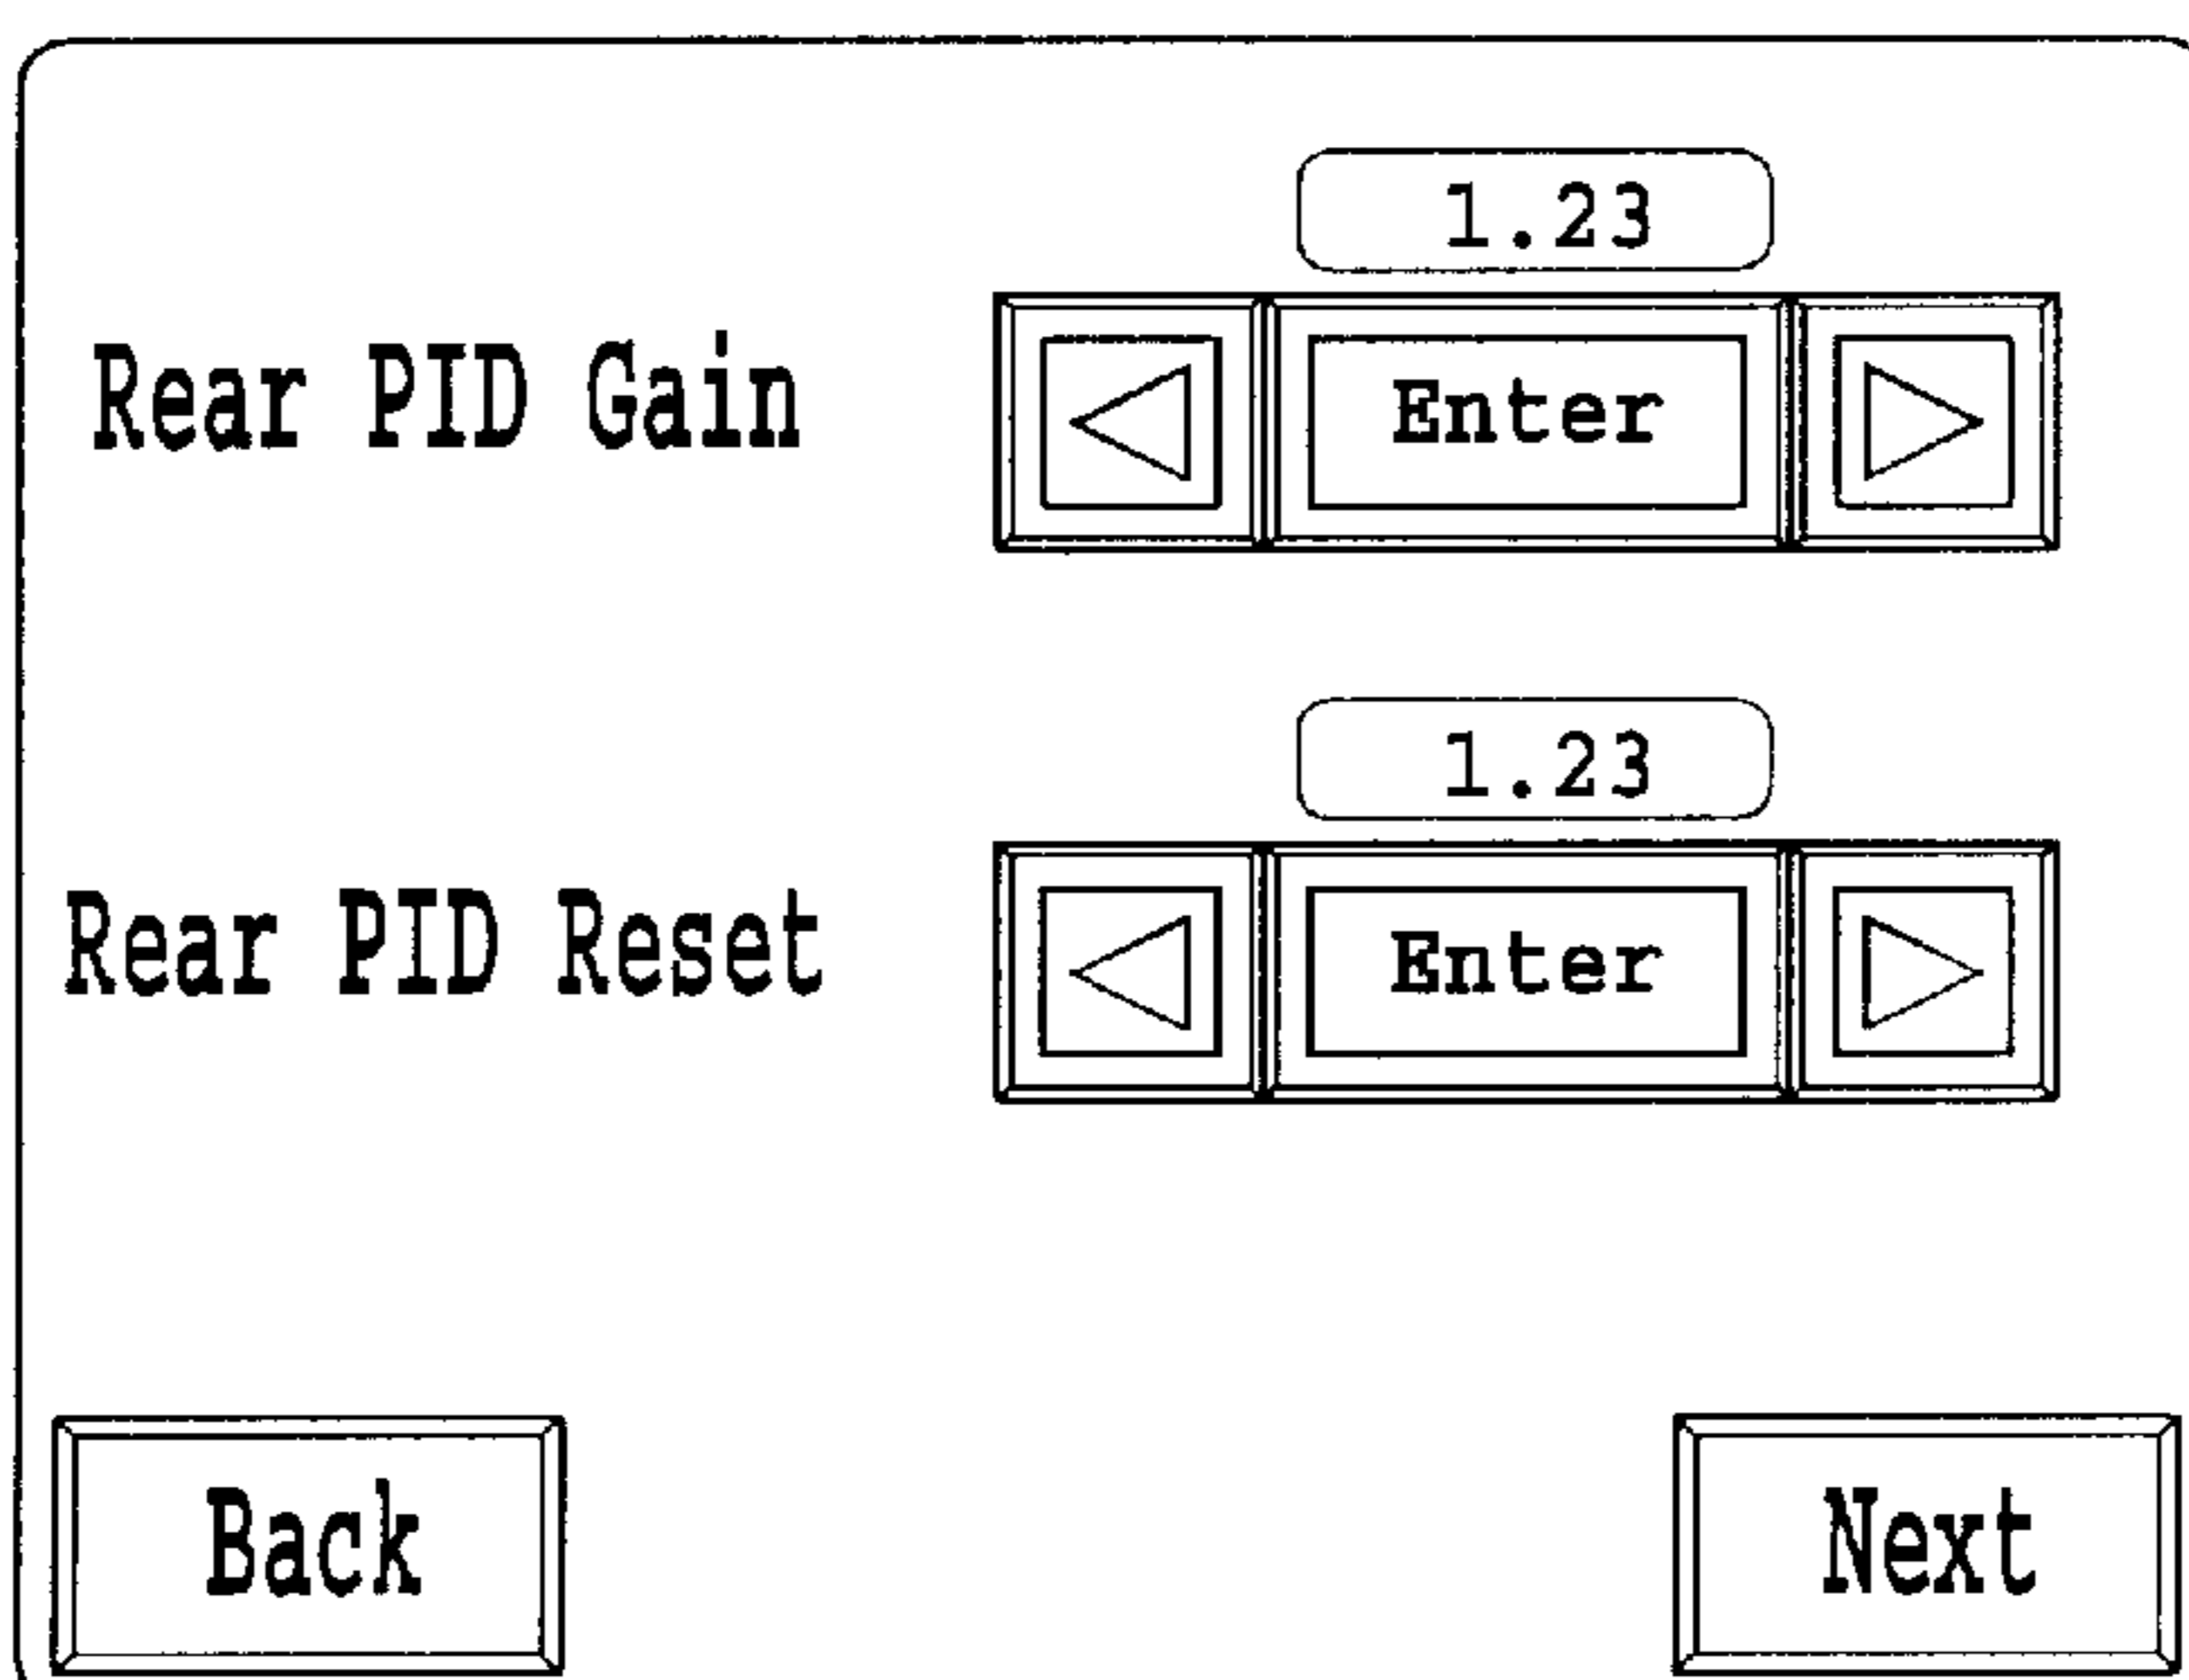 1.23
Rear PID Gain
Enter
1.23
Rear PID Reset
Enter
Back
Next